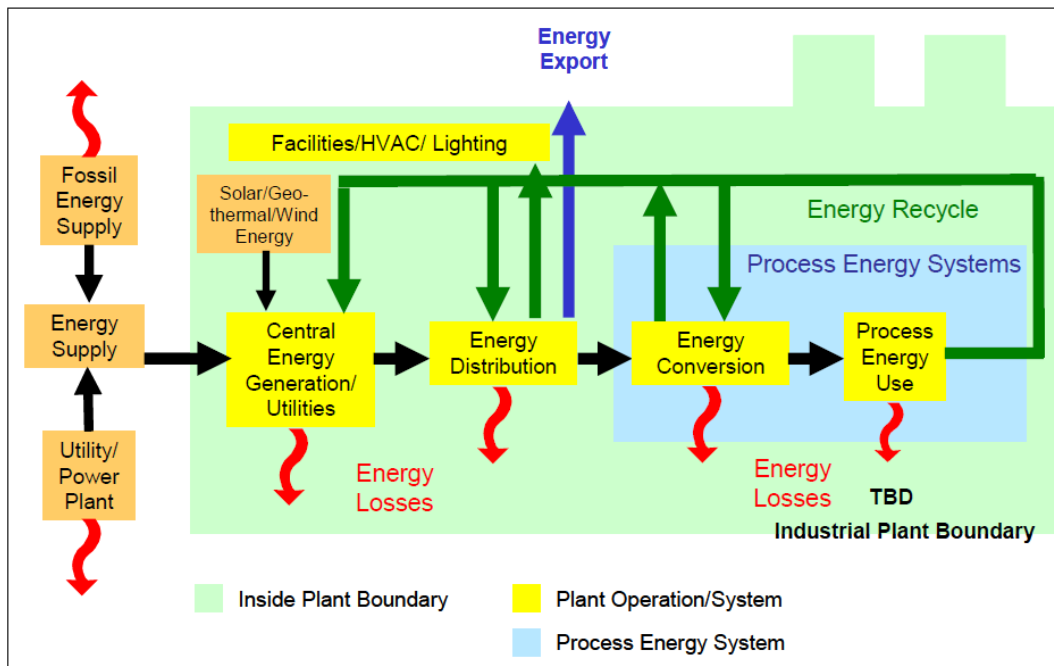 Energy
Export
Facilities/HVAC/ Lighting
Fossil
Energy
Supply
Solar/Geo-
thermal/Wind
Energy
Energy Recycle
Process Energy Systems
Energy
Supply
Central
Energy
Generation/
Utilities
Energy
Distribution
Energy
Conversion
Process
Energy
Use
Utility/
Power
Plant
Energy
Losses
Energy
Losses
TBD
Industrial Plant Boundary
Inside Plant Boundary
Plant Operation/System
Process Energy System